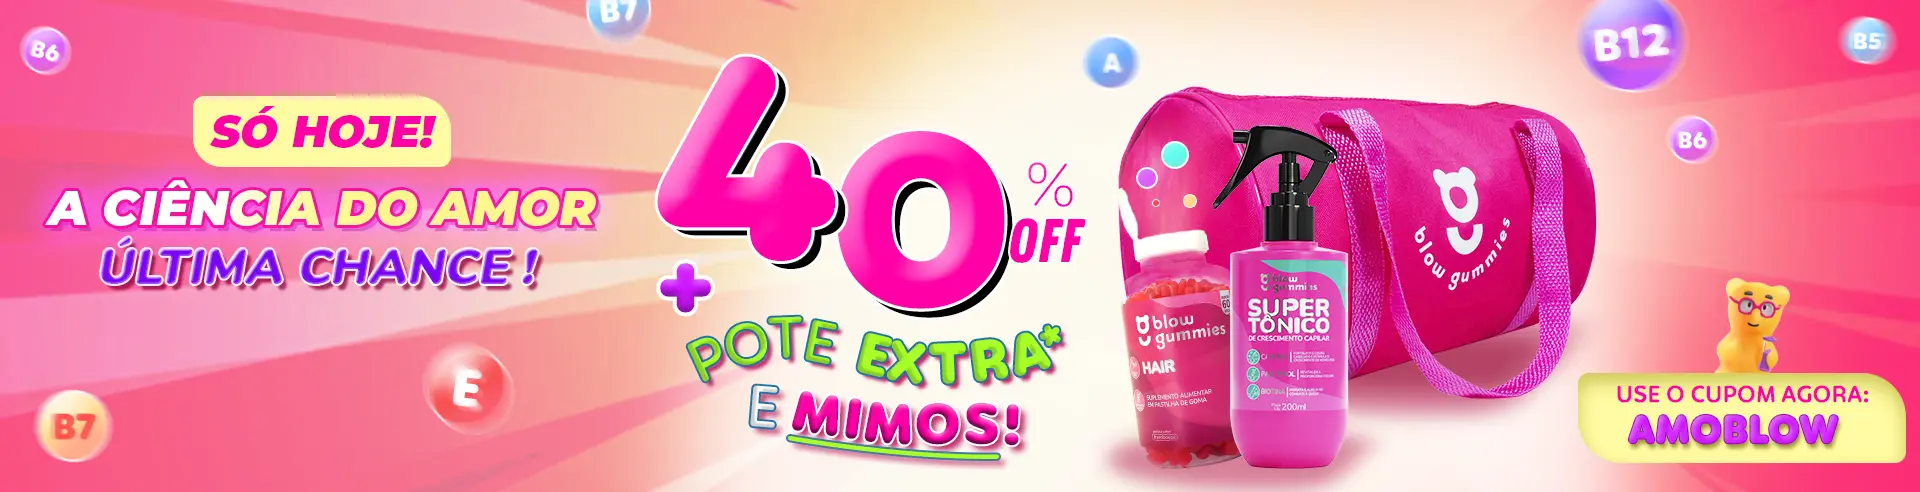 B6
B7
A
B12
B5
B6
SÓ HOJE!
A CIÊNCIA DO AMOR
ÚLTIMA CHANCE !
E
B7
40
%
OFF
+
POTE EXTRA*
E MIMOS!
blow gummies
blow
gummies
HAIR
SUPLEMENTO ALIMENTAR
EM PASTILHA DE GOMA
60
blow
gummies
SUPER
TÔNICO
DE CRESCIMENTO CAPILAR
BIOTINA
200ml
USE O CUPOM AGORA:
AMOBLOW